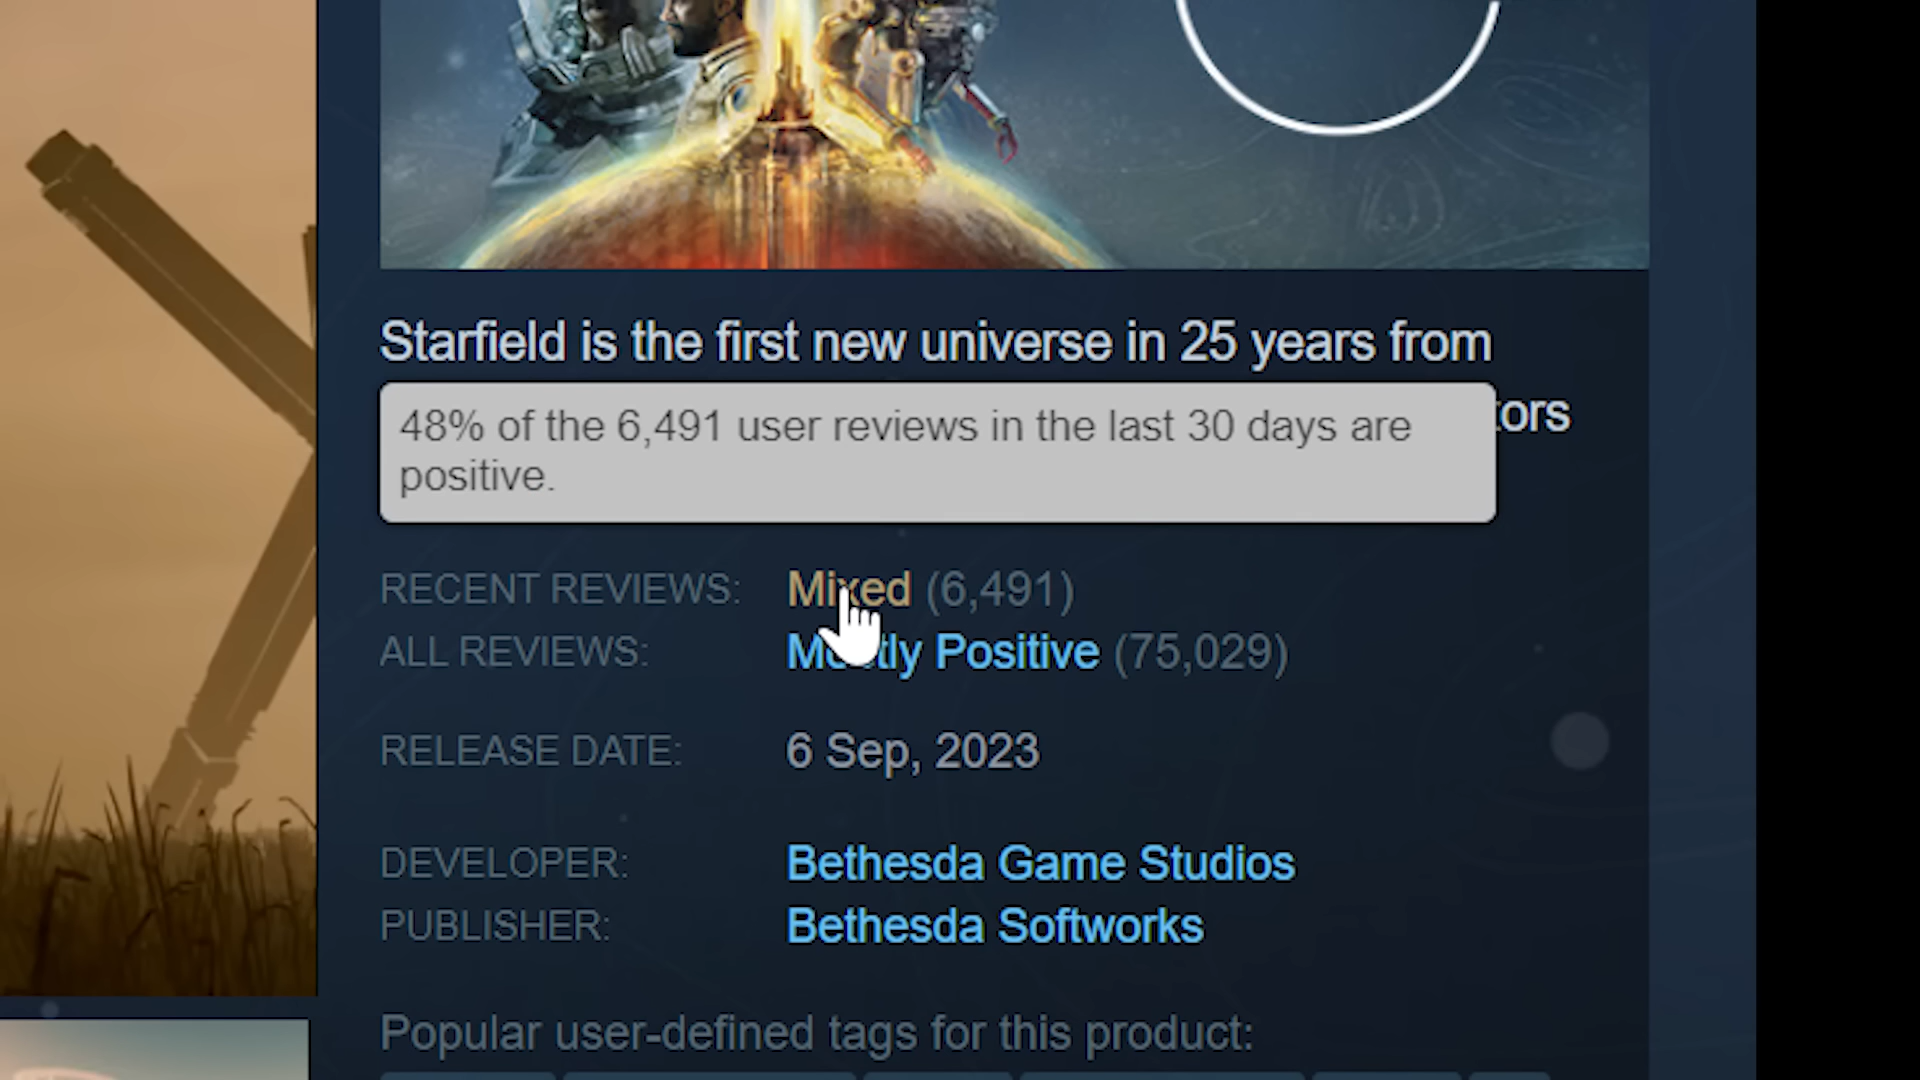 Starfield is the first new universe in 25 years from
48% of the 6,491 user reviews in the last 30 days are
positive.
RECENT REVIEWS: Mixed (6,491)
ALL REVIEWS: Mostly Positive (75,029)
RELEASE DATE: 6 Sep, 2023
DEVELOPER: Bethesda Game Studios
PUBLISHER: Bethesda Softworks
Popular user-defined tags for this product: